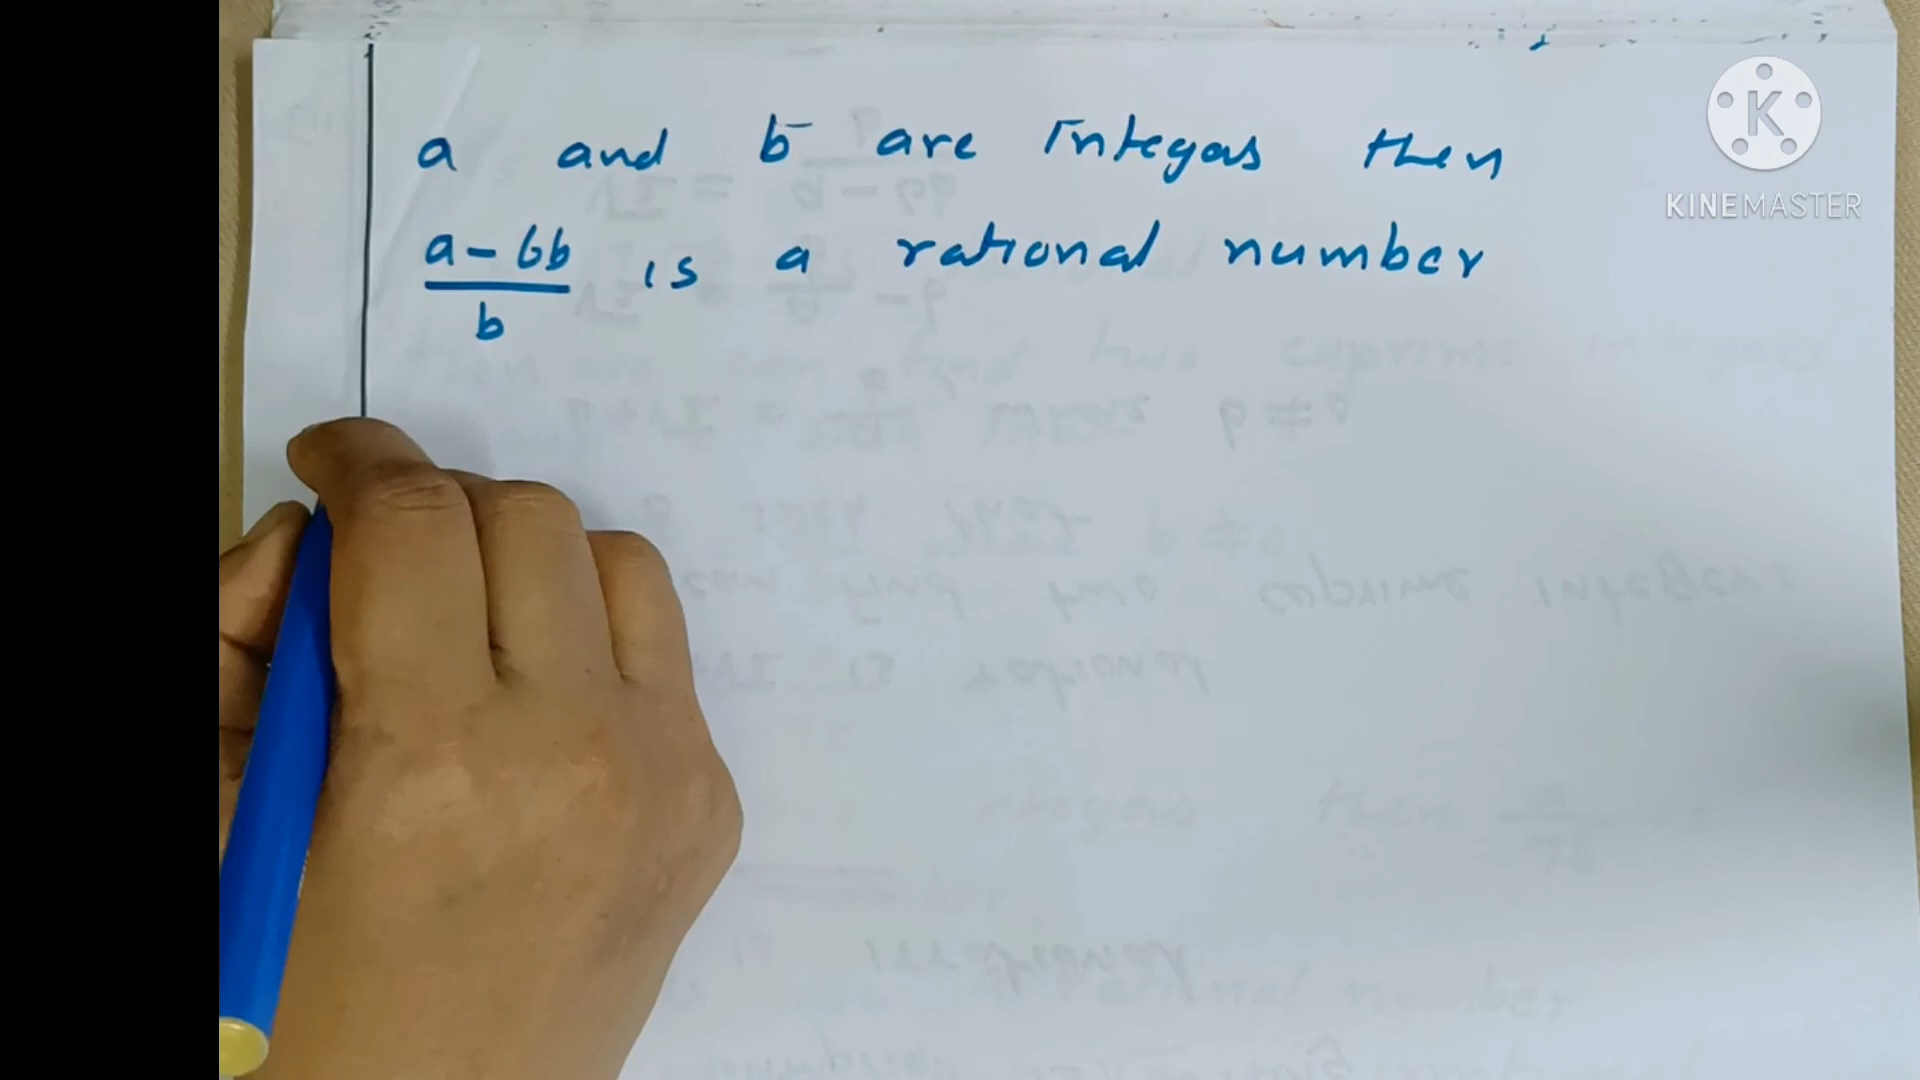 a and b are Integas then
a - 6b
b
is a rational number
K
KINEMASTER